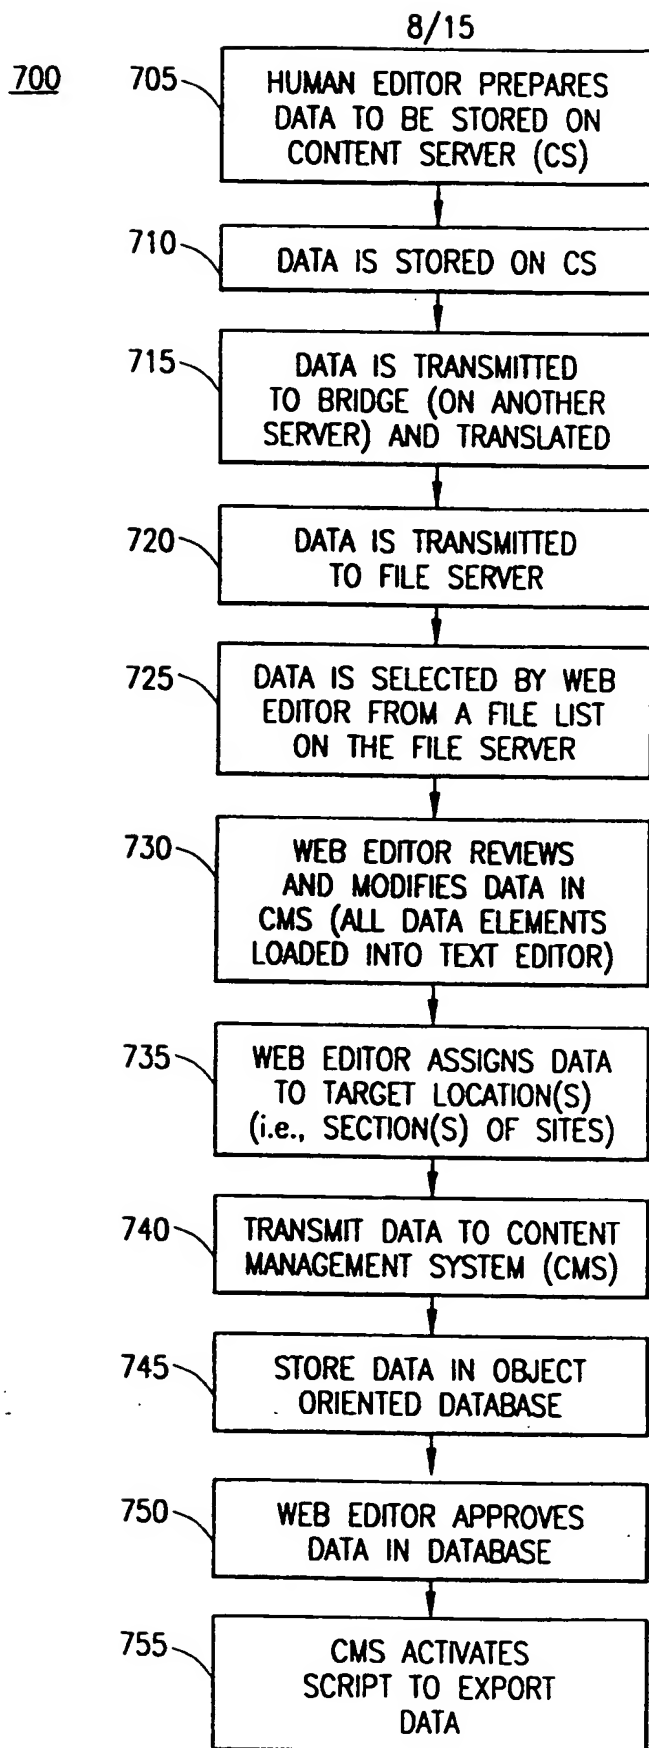 8/15
700
705
HUMAN EDITOR PREPARES
DATA TO BE STORED ON
CONTENT SERVER (CS)
710
DATA IS STORED ON CS
715
DATA IS TRANSMITTED
TO BRIDGE (ON ANOTHER
SERVER) AND TRANSLATED
720
DATA IS TRANSMITTED
TO FILE SERVER
725
DATA IS SELECTED BY WEB
EDITOR FROM A FILE LIST
ON THE FILE SERVER
730
WEB EDITOR REVIEWS
AND MODIFIES DATA IN
CMS (ALL DATA ELEMENTS
LOADED INTO TEXT EDITOR)
735
WEB EDITOR ASSIGNS DATA
TO TARGET LOCATION(S)
(i.e., SECTION(S) OF SITES)
740
TRANSMIT DATA TO CONTENT
MANAGEMENT SYSTEM (CMS)
745
STORE DATA IN OBJECT
ORIENTED DATABASE
750
WEB EDITOR APPROVES
DATA IN DATABASE
755
CMS ACTIVATES
SCRIPT TO EXPORT
DATA